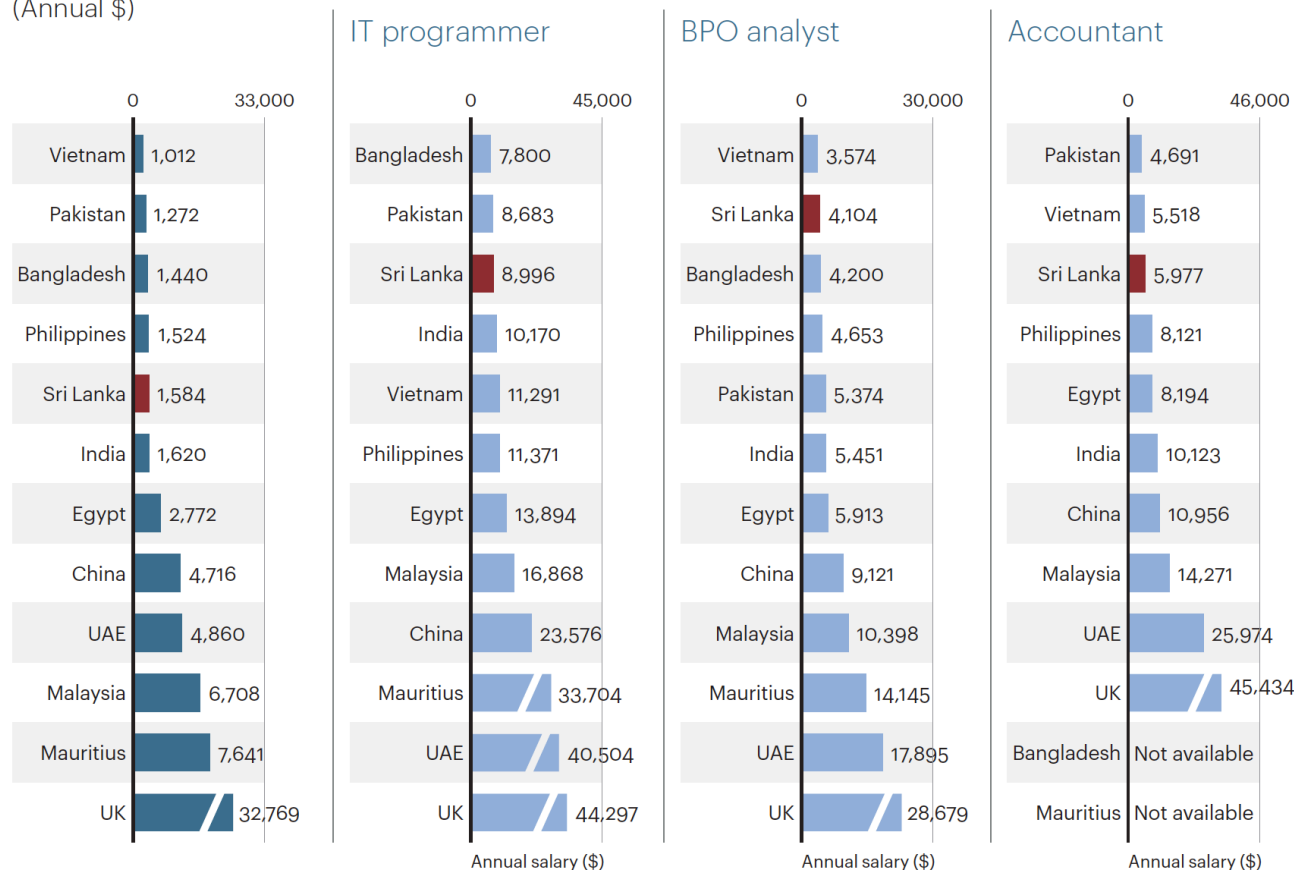 (Annual $)
0 33,000
Vietnam 1,012
Pakistan 1,272
Bangladesh 1,440
Philippines 1,524
Sri Lanka 1,584
India 1,620
Egypt 2,772
China 4,716
UAE 4,860
Malaysia 6,708
Mauritius 7,641
UK 32,769
IT programmer
0 45,000
Bangladesh 7,800
Pakistan 8,683
Sri Lanka 8,996
India 10,170
Vietnam 11,291
Philippines 11,371
Egypt 13,894
Malaysia 16,868
China 23,576
Mauritius 33,704
UAE 40,504
UK 44,297
Annual salary ($)
BPO analyst
0 30,000
Vietnam 3,574
Sri Lanka 4,104
Bangladesh 4,200
Philippines 4,653
Pakistan 5,374
India 5,451
Egypt 5,913
China 9,121
Malaysia 10,398
Mauritius 14,145
UAE 17,895
UK 28,679
Annual salary ($)
Accountant
0 46,000
Pakistan 4,691
Vietnam 5,518
Sri Lanka 5,977
Philippines 8,121
Egypt 8,194
India 10,123
China 10,956
Malaysia 14,271
UAE 25,974
UK 45,434
Bangladesh Not available
Mauritius Not available
Annual salary ($)